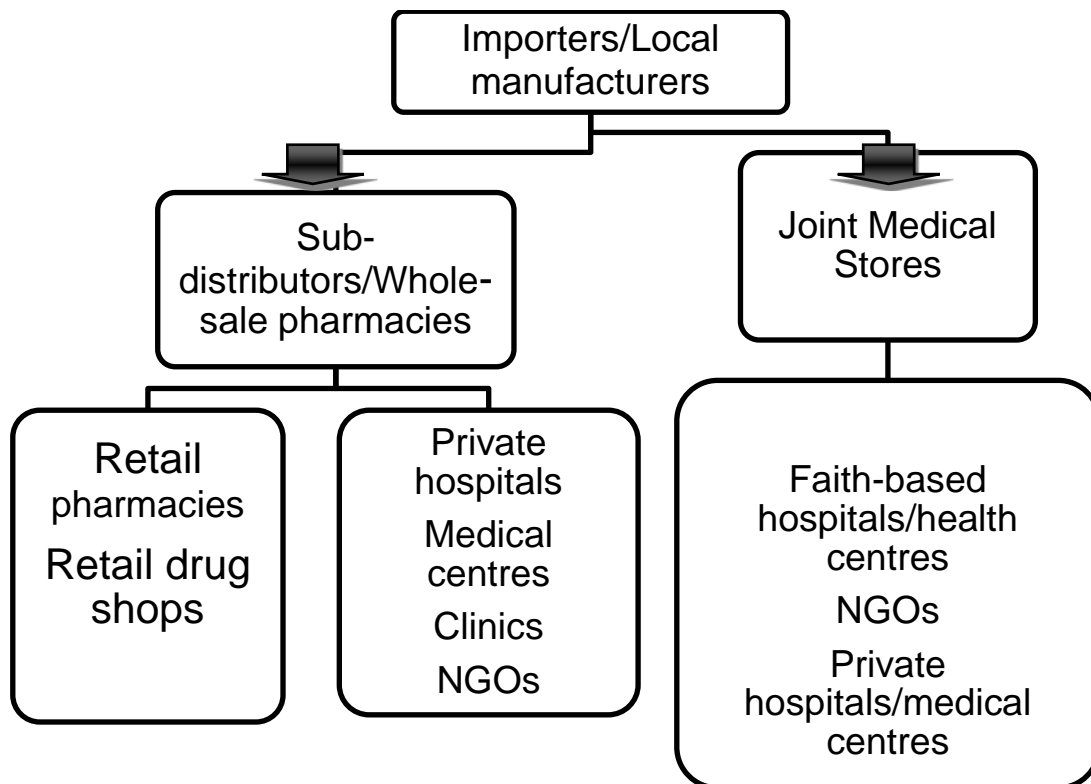 Importers/Local
manufacturers
Sub-
distributors/Whole-
sale pharmacies
Joint Medical
Stores
Retail
pharmacies
Retail drug
shops
Private
hospitals
Medical
centres
Clinics
NGOs
Faith-based
hospitals/health
centres
NGOs
Private
hospitals/medical
centres